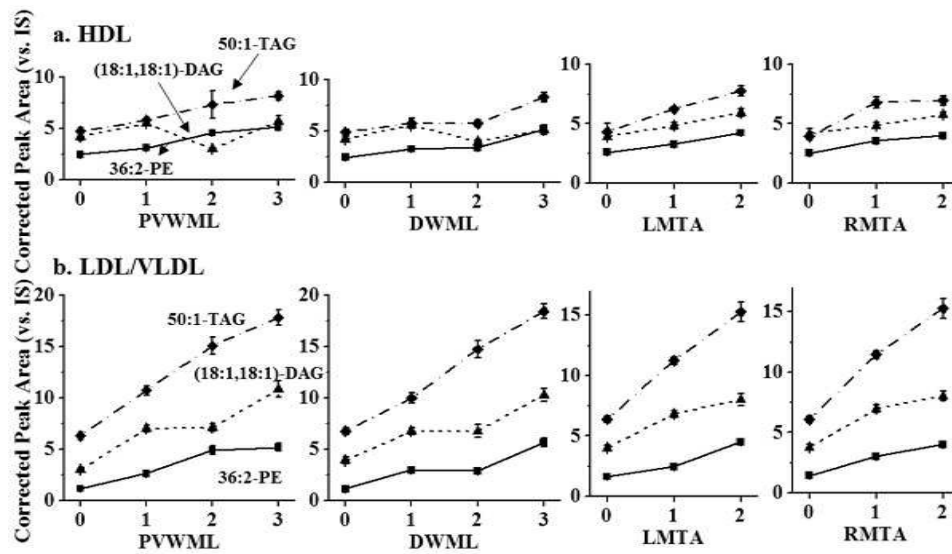 a. HDL
Corrected Peak Area (vs. IS)
50:1-TAG
(18:1,18:1)-DAG
36:2-PE
10
5
0
0 1 2 3
PVWML
10
5
0
0 1 2 3
DWML
10
5
0
0 1 2
LMTA
10
5
0
0 1 2
RMTA
b. LDL/VLDL
Corrected Peak Area (vs. IS)
50:1-TAG
(18:1,18:1)-DAG
36:2-PE
20
15
10
5
0
0 1 2 3
PVWML
20
15
10
5
0
0 1 2 3
DWML
15
10
5
0
0 1 2
LMTA
15
10
5
0
0 1 2
RMTA